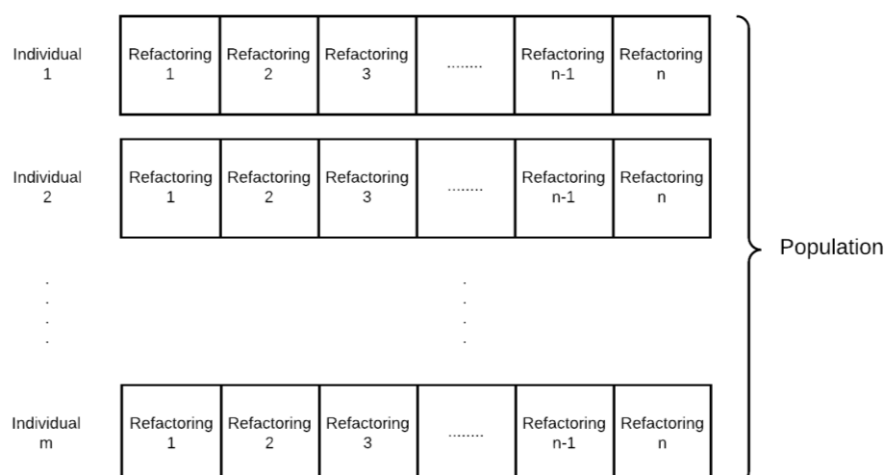 Individual
1
Refactoring
1
Refactoring
2
Refactoring
3
........
Refactoring
n-1
Refactoring
n
Individual
2
Refactoring
1
Refactoring
2
Refactoring
3
........
Refactoring
n-1
Refactoring
n
Population
.
.
.
.
.
.
.
.
Individual
m
Refactoring
1
Refactoring
2
Refactoring
3
........
Refactoring
n-1
Refactoring
n